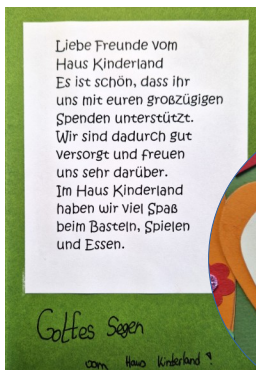 Liebe Freunde vom
Haus Kinderland
Es ist schön, dass ihr
uns mit euren großzügigen
Spenden unterstützt.
Wir sind dadurch gut
versorgt und freuen
uns sehr darüber.
Im Haus Kinderland
haben wir viel Spaß
beim Basteln, Spielen
und Essen.
Gottes Segen
vom Haus Kinderland!